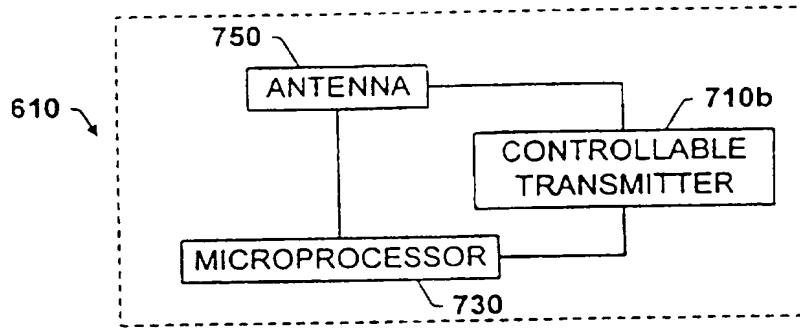 750
ANTENNA
610
710b
CONTROLLABLE
TRANSMITTER
MICROPROCESSOR
730